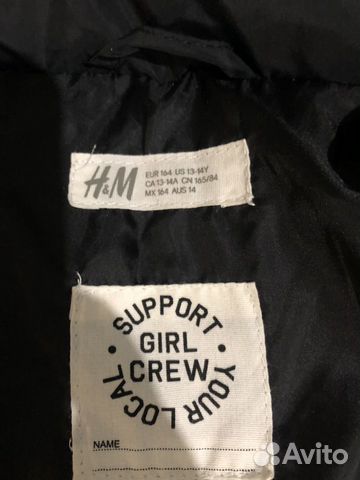 H&M
EUR 164 US 13-14Y
CA 13-14A CN 165/84
MX 164 AUS 14
SUPPORT
GIRL
CREW
• YOUR LOCAL •
NAME
Avito